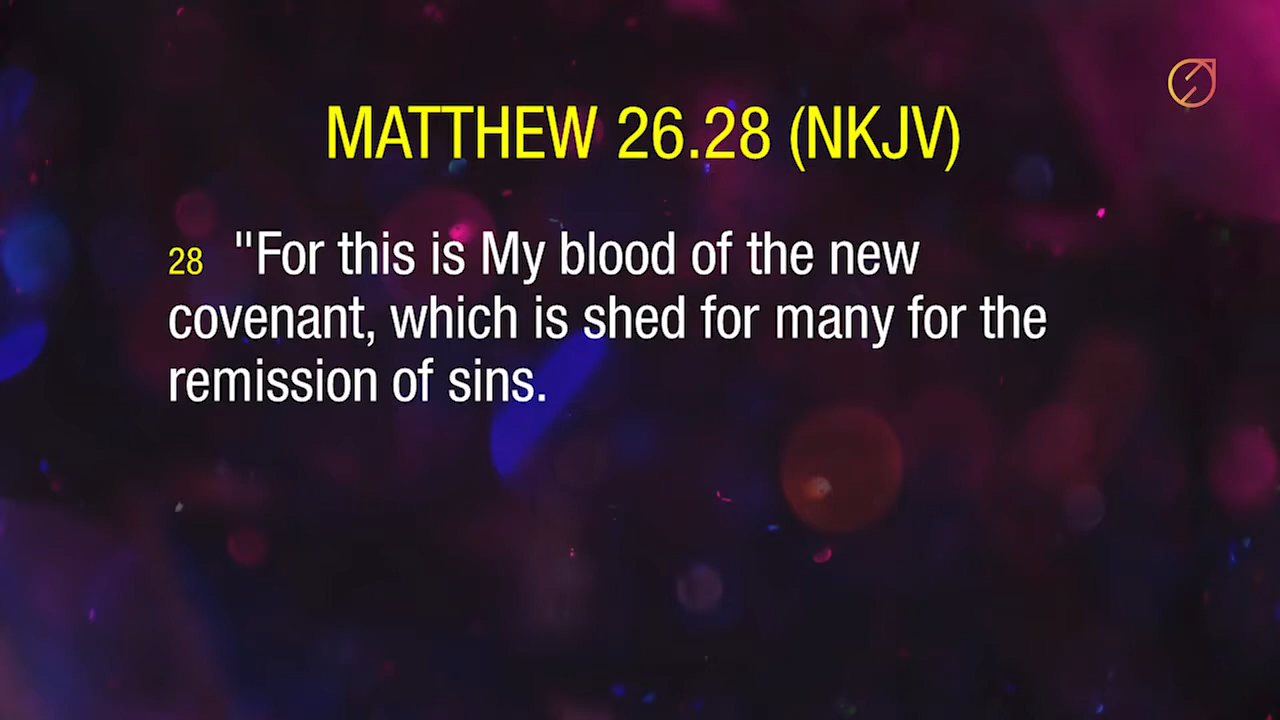 MATTHEW 26.28 (NKJV)
28 "For this is My blood of the new
covenant, which is shed for many for the
remission of sins.